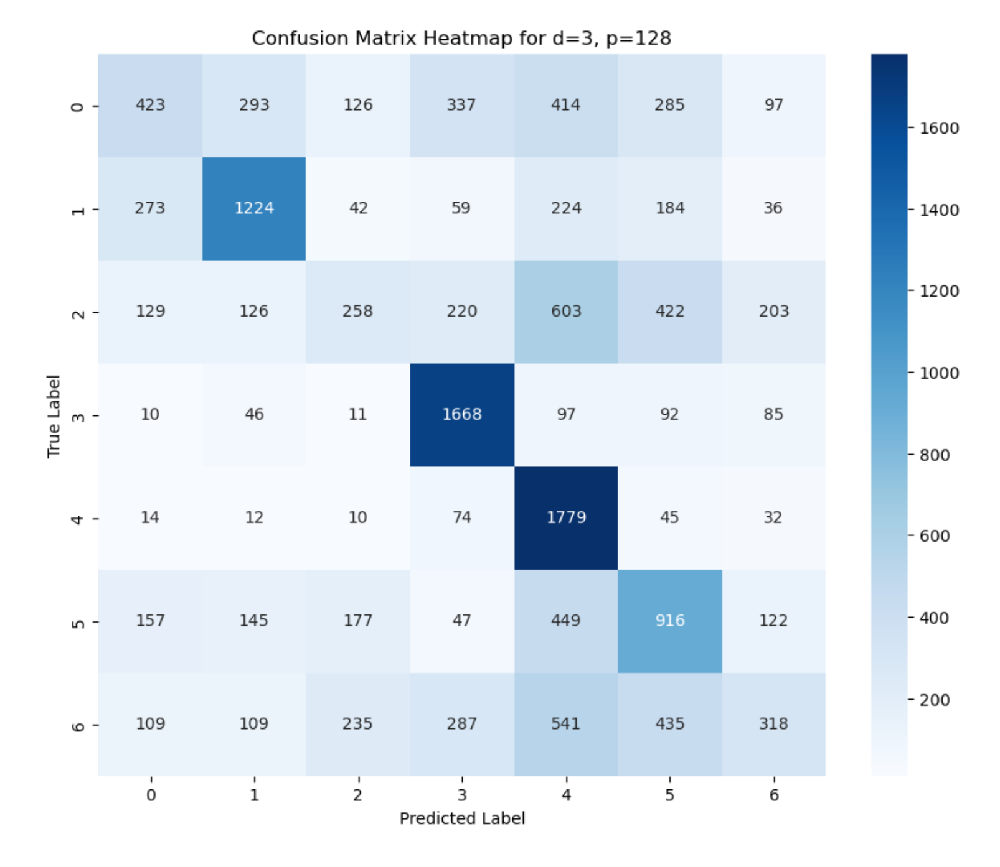 Confusion Matrix Heatmap for d=3, p=128
0 423 293 126 337 414 285 97
1 273 1224 42 59 224 184 36
2 129 126 258 220 603 422 203
3 10 46 11 1668 97 92 85
4 14 12 10 74 1779 45 32
5 157 145 177 47 449 916 122
6 109 109 235 287 541 435 318
0 1 2 3 4 5 6
Predicted Label
True Label
1600
1400
1200
1000
800
600
400
200